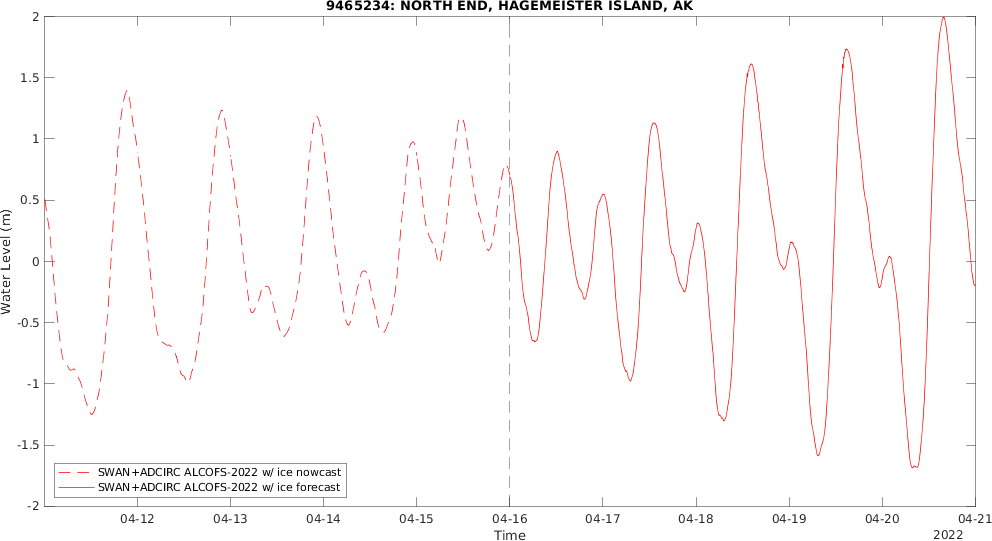 9465234: NORTH END, HAGEMEISTER ISLAND, AK
2
1.5
1
0.5
0
-0.5
-1
-1.5
-2
Water Level (m)
SWAN+ADCIRC ALCOFS-2022 w/ ice nowcast
SWAN+ADCIRC ALCOFS-2022 w/ ice forecast
04-12 04-13 04-14 04-15 04-16 04-17 04-18 04-19 04-20 04-21
Time
2022